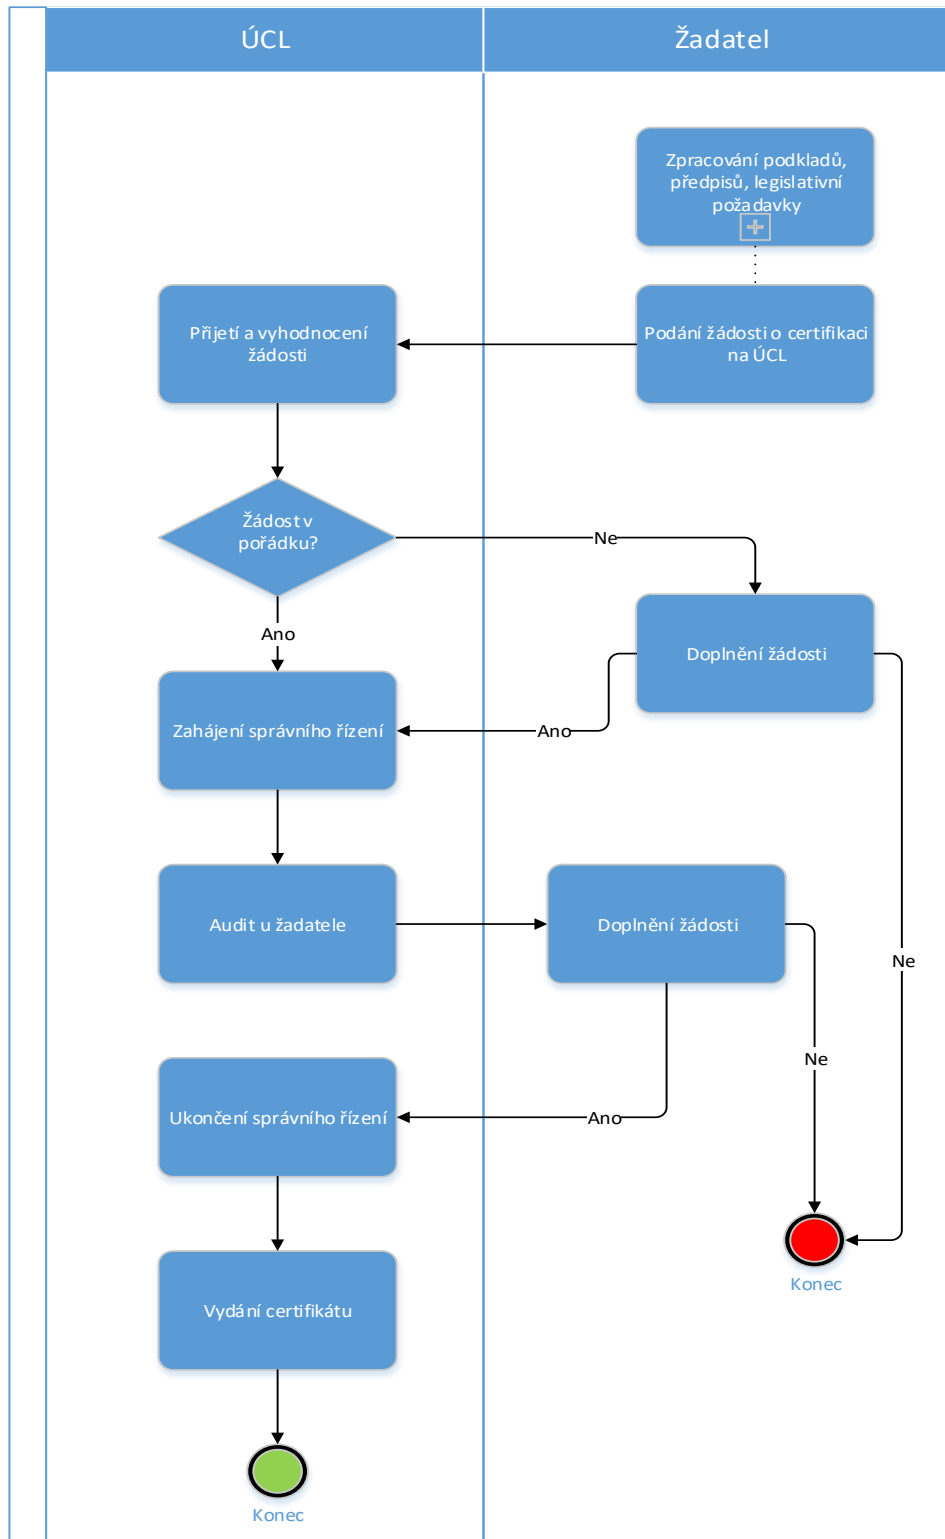 ÚCL
Žadatel
Zpracování podkladů,
předpisů, legislativní
požadavky
Podání žádosti o certifikaci
na ÚCL
Přijetí a vyhodnocení
žádosti
Žádost v
pořádku?
Ne
Ano
Doplnění žádosti
Zahájení správního řízení
Ano
Audit u žadatele
Doplnění žádosti
Ne
Ne
Ukončení správního řízení
Ano
Vydání certifikátu
Konec
Konec